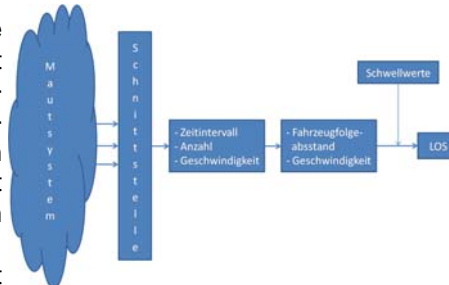 Mautsystem
Schnittstelle
- Zeitintervall
- Anzahl
- Geschwindigkeit
- Fahrzeugfolge-
abstand
- Geschwindigkeit
Schwellwerte
LOS